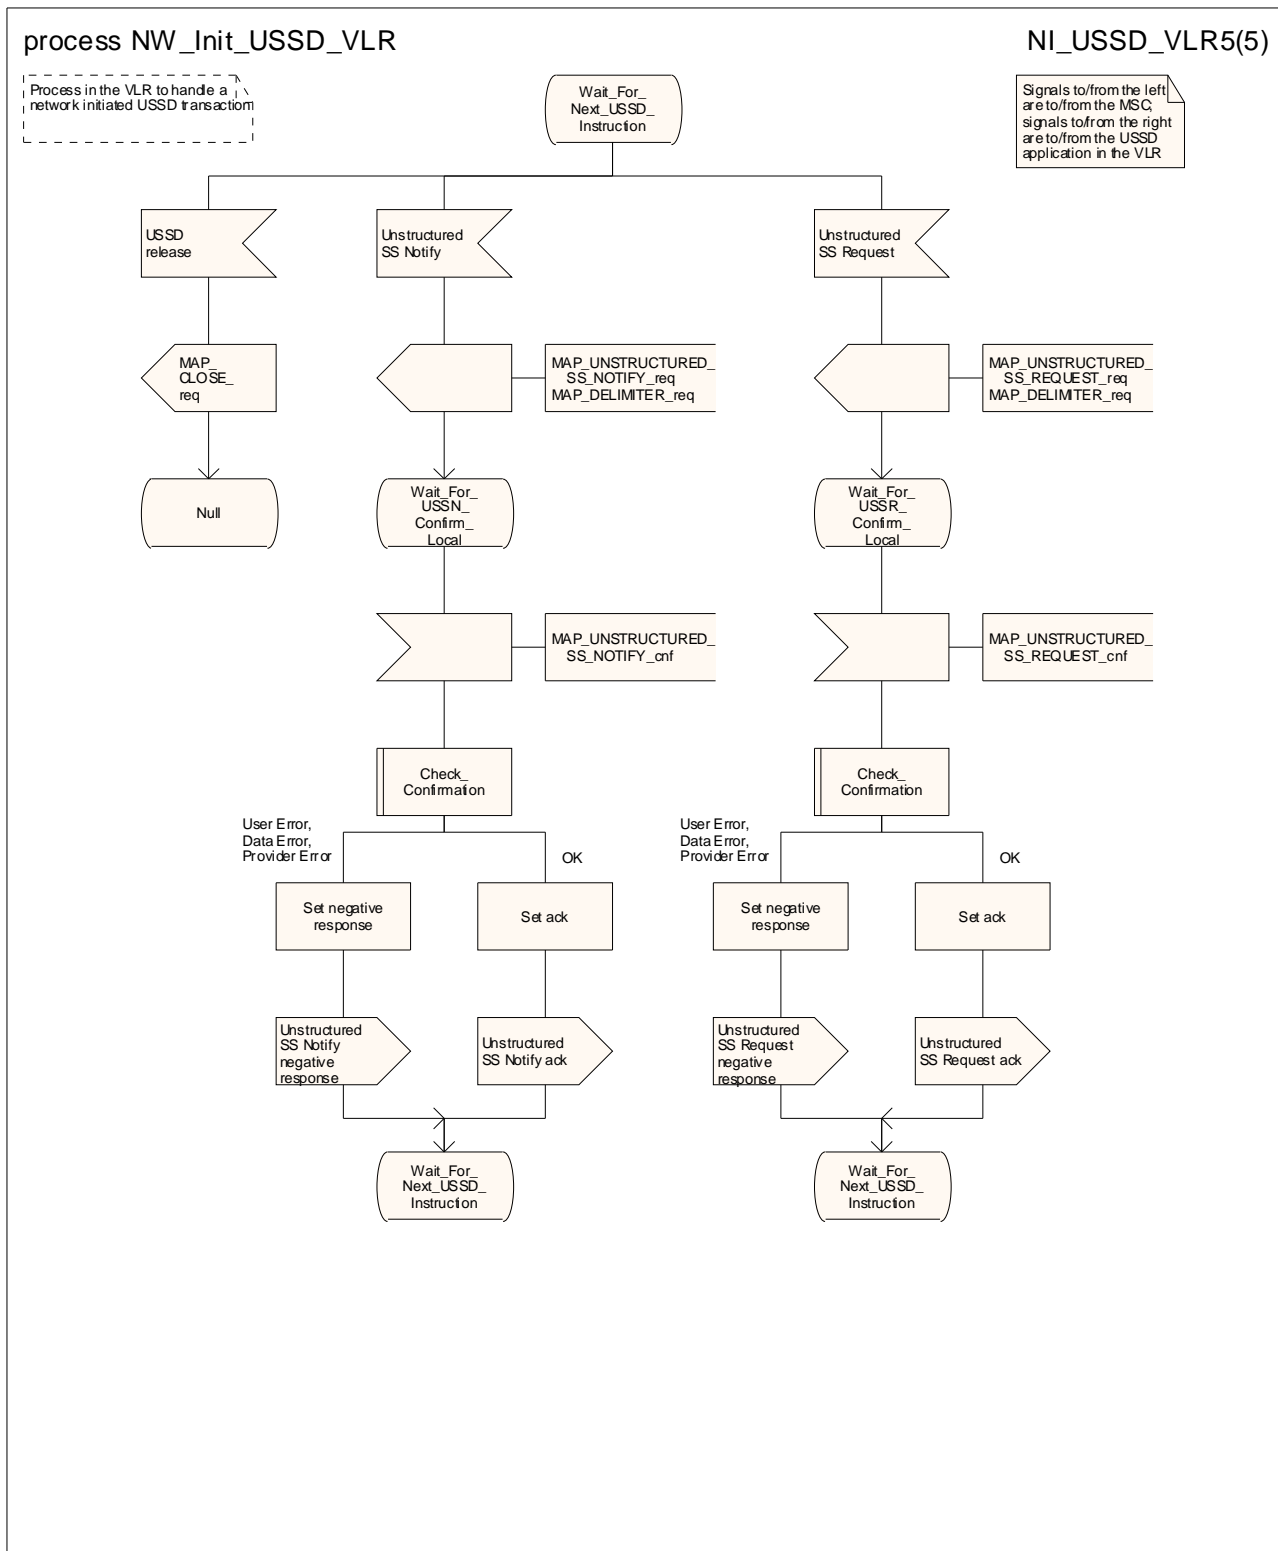 process NW_Init_USSD_VLR
NI_USSD_VLR5(5)
Process in the VLR to handle a
network initiated USSD transaction
Wait_For_
Next_USSD_
Instruction
Signals to/from the left
are to/from the MSC;
signals to/from the right
are to/from the USSD
application in the VLR
USSD
release
Unstructured
SS Notify
Unstructured
SS Request
MAP_
CLOSE_
req
MAP_UNSTRUCTURED_
SS_NOTIFY_req
MAP_DELIMITER_req
MAP_UNSTRUCTURED_
SS_REQUEST_req
MAP_DELIMITER_req
Null
Wait_For_
USSN_
Confirm_
Local
Wait_For_
USSR_
Confirm_
Local
MAP_UNSTRUCTURED_
SS_NOTIFY_cnf
MAP_UNSTRUCTURED_
SS_REQUEST_cnf
Check_
Confirmation
Check_
Confirmation
User Error,
Data Error,
Provider Error
OK
User Error,
Data Error,
Provider Error
OK
Set negative
response
Set ack
Set negative
response
Set ack
Unstructured
SS Notify
negative
response
Unstructured
SS Notify ack
Unstructured
SS Request
negative
response
Unstructured
SS Request ack
Wait_For_
Next_USSD_
Instruction
Wait_For_
Next_USSD_
Instruction